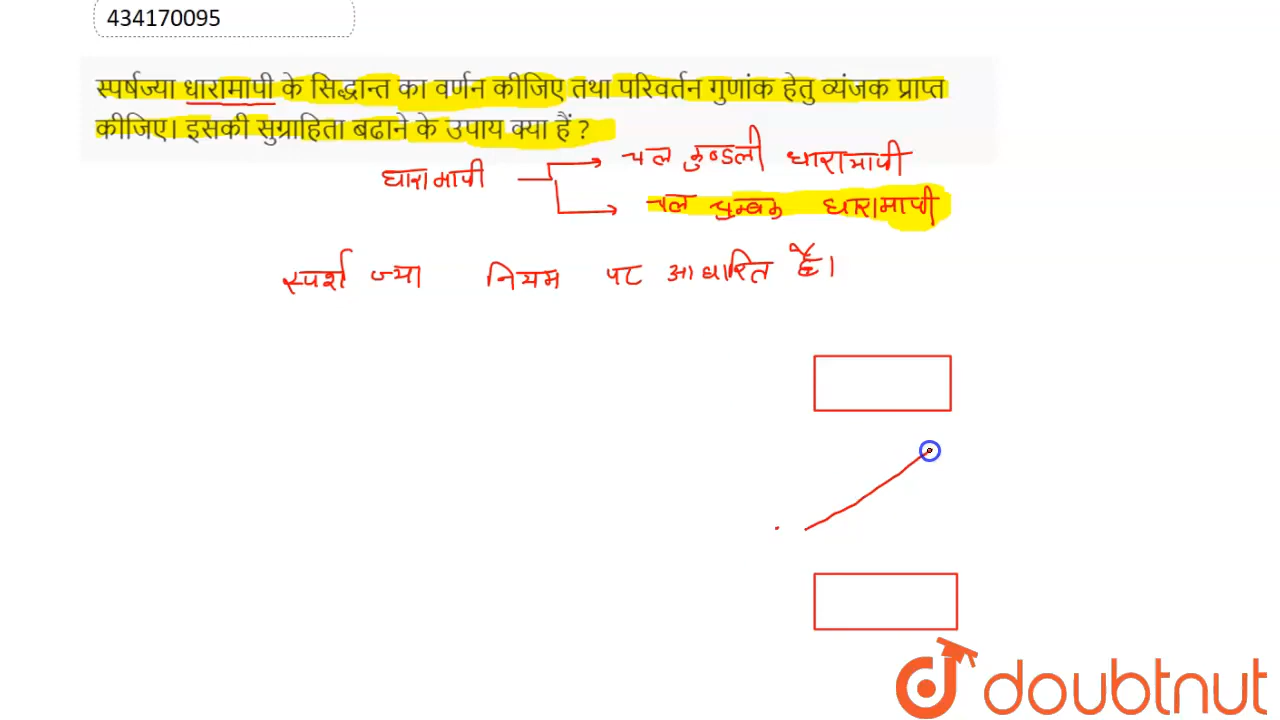 434170095
स्पर्षज्या धारामापी के सिद्धान्त का वर्णन कीजिए तथा परिवर्तन गुणांक हेतु व्यंजक प्राप्त
कीजिए। इसकी सुग्राहिता बढाने के उपाय क्या हैं ?
धारामापी
चल कुण्डली धारामापी
चल चुम्बक धारामापी
स्पर्श ज्या नियम पर आधारित है।
doubtnut